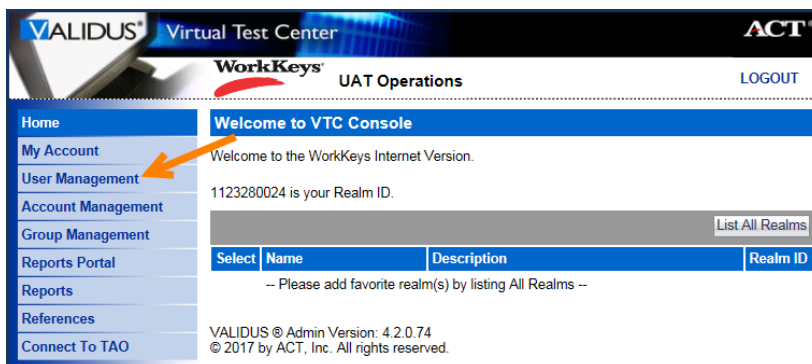 VALIDUS® Virtual Test Center
ACT®
WorkKeys®
UAT Operations
LOGOUT
Home
My Account
User Management
Account Management
Group Management
Reports Portal
Reports
References
Connect To TAO
Welcome to VTC Console
Welcome to the WorkKeys Internet Version.
1123280024 is your Realm ID.
List All Realms
Select Name Description Realm ID
-- Please add favorite realm(s) by listing All Realms --
VALIDUS ® Admin Version: 4.2.0.74
© 2017 by ACT, Inc. All rights reserved.